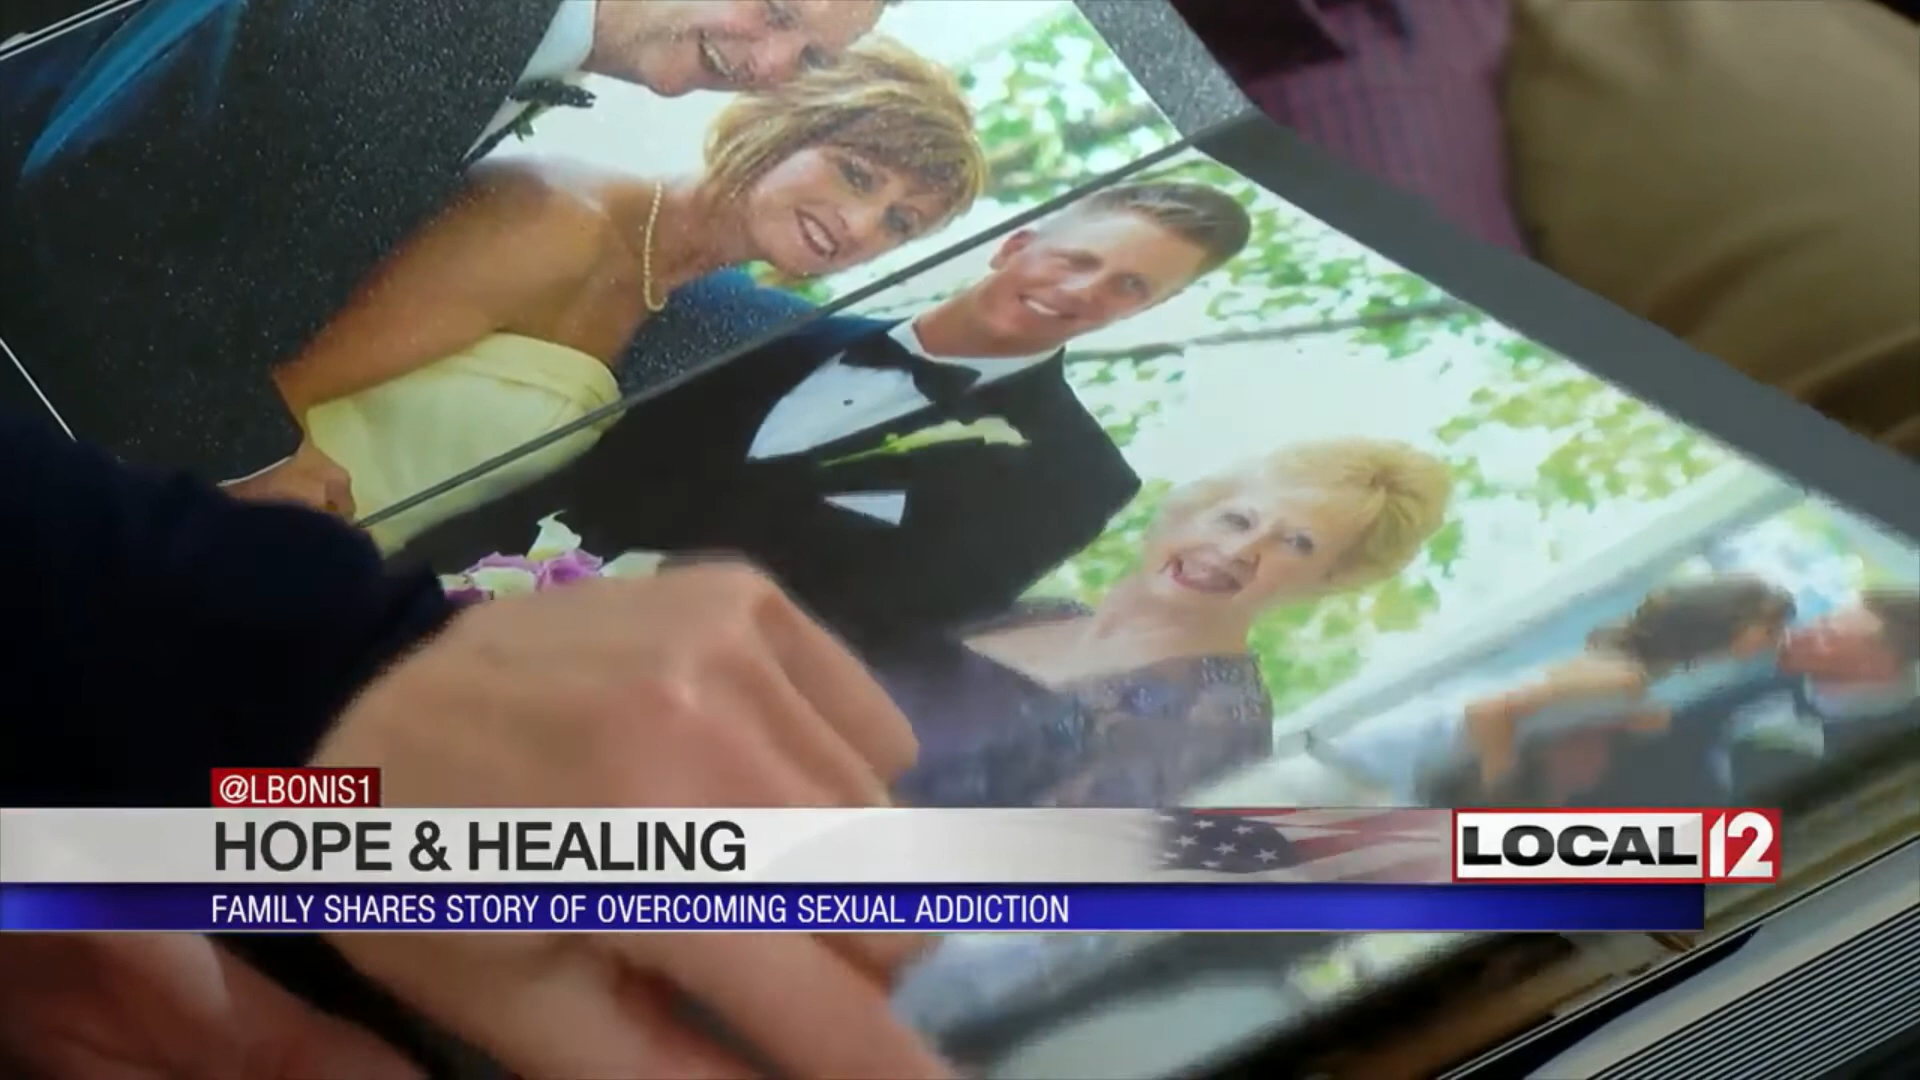 @LBONIS1
HOPE & HEALING
LOCAL 12
FAMILY SHARES STORY OF OVERCOMING SEXUAL ADDICTION